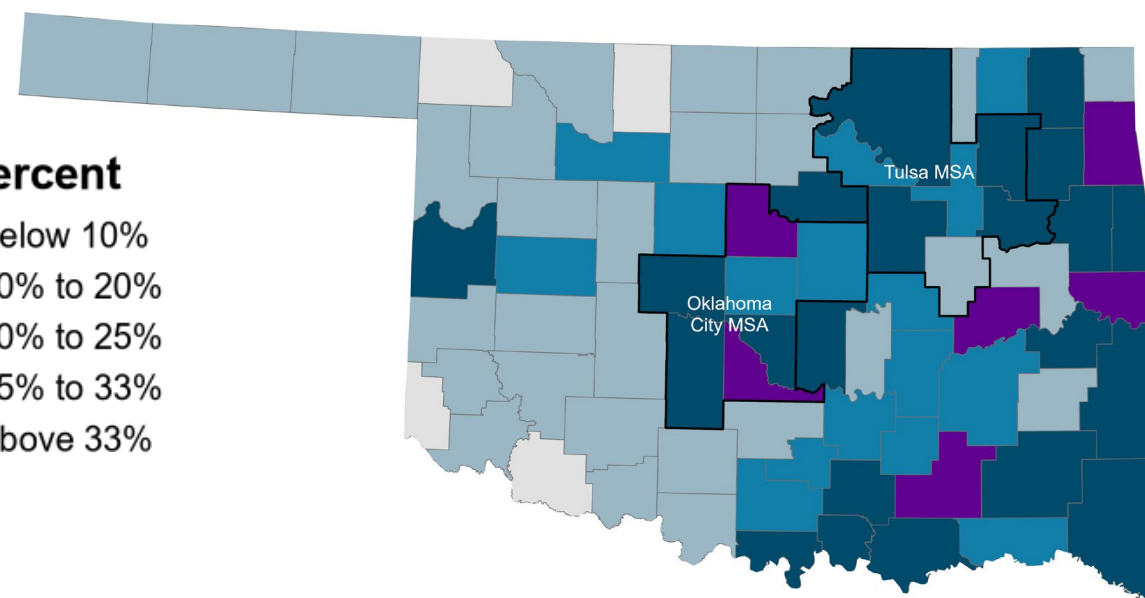 ercent
elow 10%
0% to 20%
0% to 25%
5% to 33%
bove 33%
Tulsa MSA
Oklahoma
City MSA